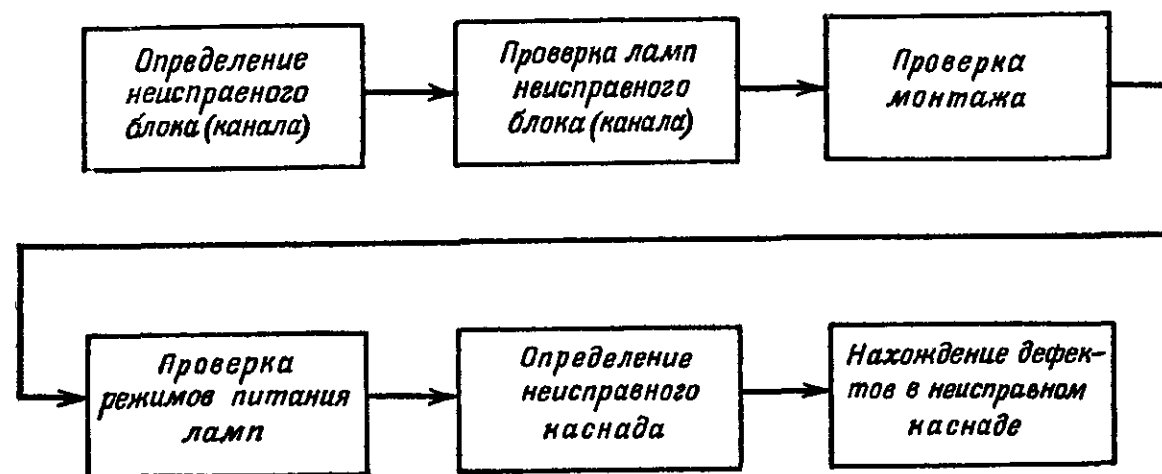 Определение
неисправного
блока (канала)
Проверка ламп
неисправного
блока (канала)
Проверка
монтажа
Проверка
режимов питания
ламп
Определение
неисправного
каскада
Нахождение дефек-
тов в неисправном
каскаде